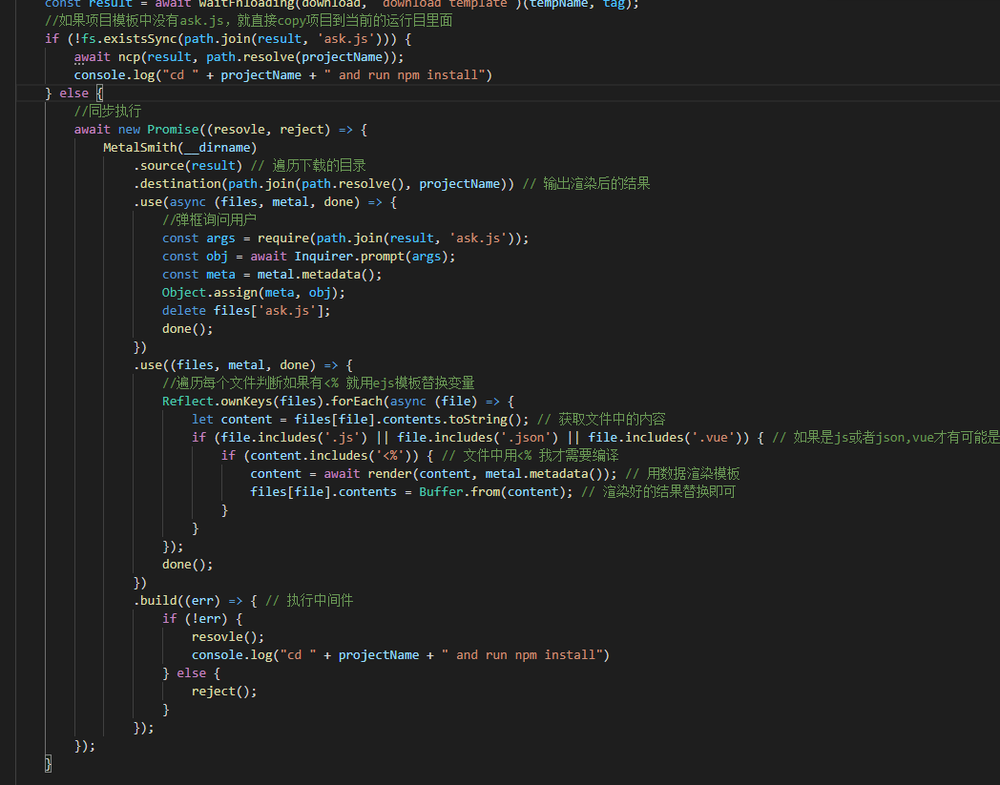 const result = await waitFnloading(download, 'download template')(tempName, tag);
//如果项目模板中没有ask.js，就直接copy项目到当前的运行目里面
if (!fs.existsSync(path.join(result, 'ask.js'))) {
await ncp(result, path.resolve(projectName));
console.log("cd " + projectName + " and run npm install")
} else {
//同步执行
await new Promise((resovle, reject) => {
MetalSmith(__dirname)
.source(result) // 遍历下载的目录
.destination(path.join(path.resolve(), projectName)) // 输出渲染后的结果
.use(async (files, metal, done) => {
//弹框询问用户
const args = require(path.join(result, 'ask.js'));
const obj = await Inquirer.prompt(args);
const meta = metal.metadata();
Object.assign(meta, obj);
delete files['ask.js'];
done();
})
.use((files, metal, done) => {
//遍历每个文件判断如果有<% 就用ejs模板替换变量
Reflect.ownKeys(files).forEach(async (file) => {
let content = files[file].contents.toString(); // 获取文件中的内容
if (file.includes('.js') || file.includes('.json') || file.includes('.vue')) { // 如果是js或者json,vue才有可能是
if (content.includes('<%')) { // 文件中用<% 我才需要编译
content = await render(content, metal.metadata()); // 用数据渲染模板
files[file].contents = Buffer.from(content); // 渲染好的结果替换即可
}
}
});
done();
})
.build((err) => { // 执行中间件
if (!err) {
resovle();
console.log("cd " + projectName + " and run npm install")
} else {
reject();
}
});
});
}